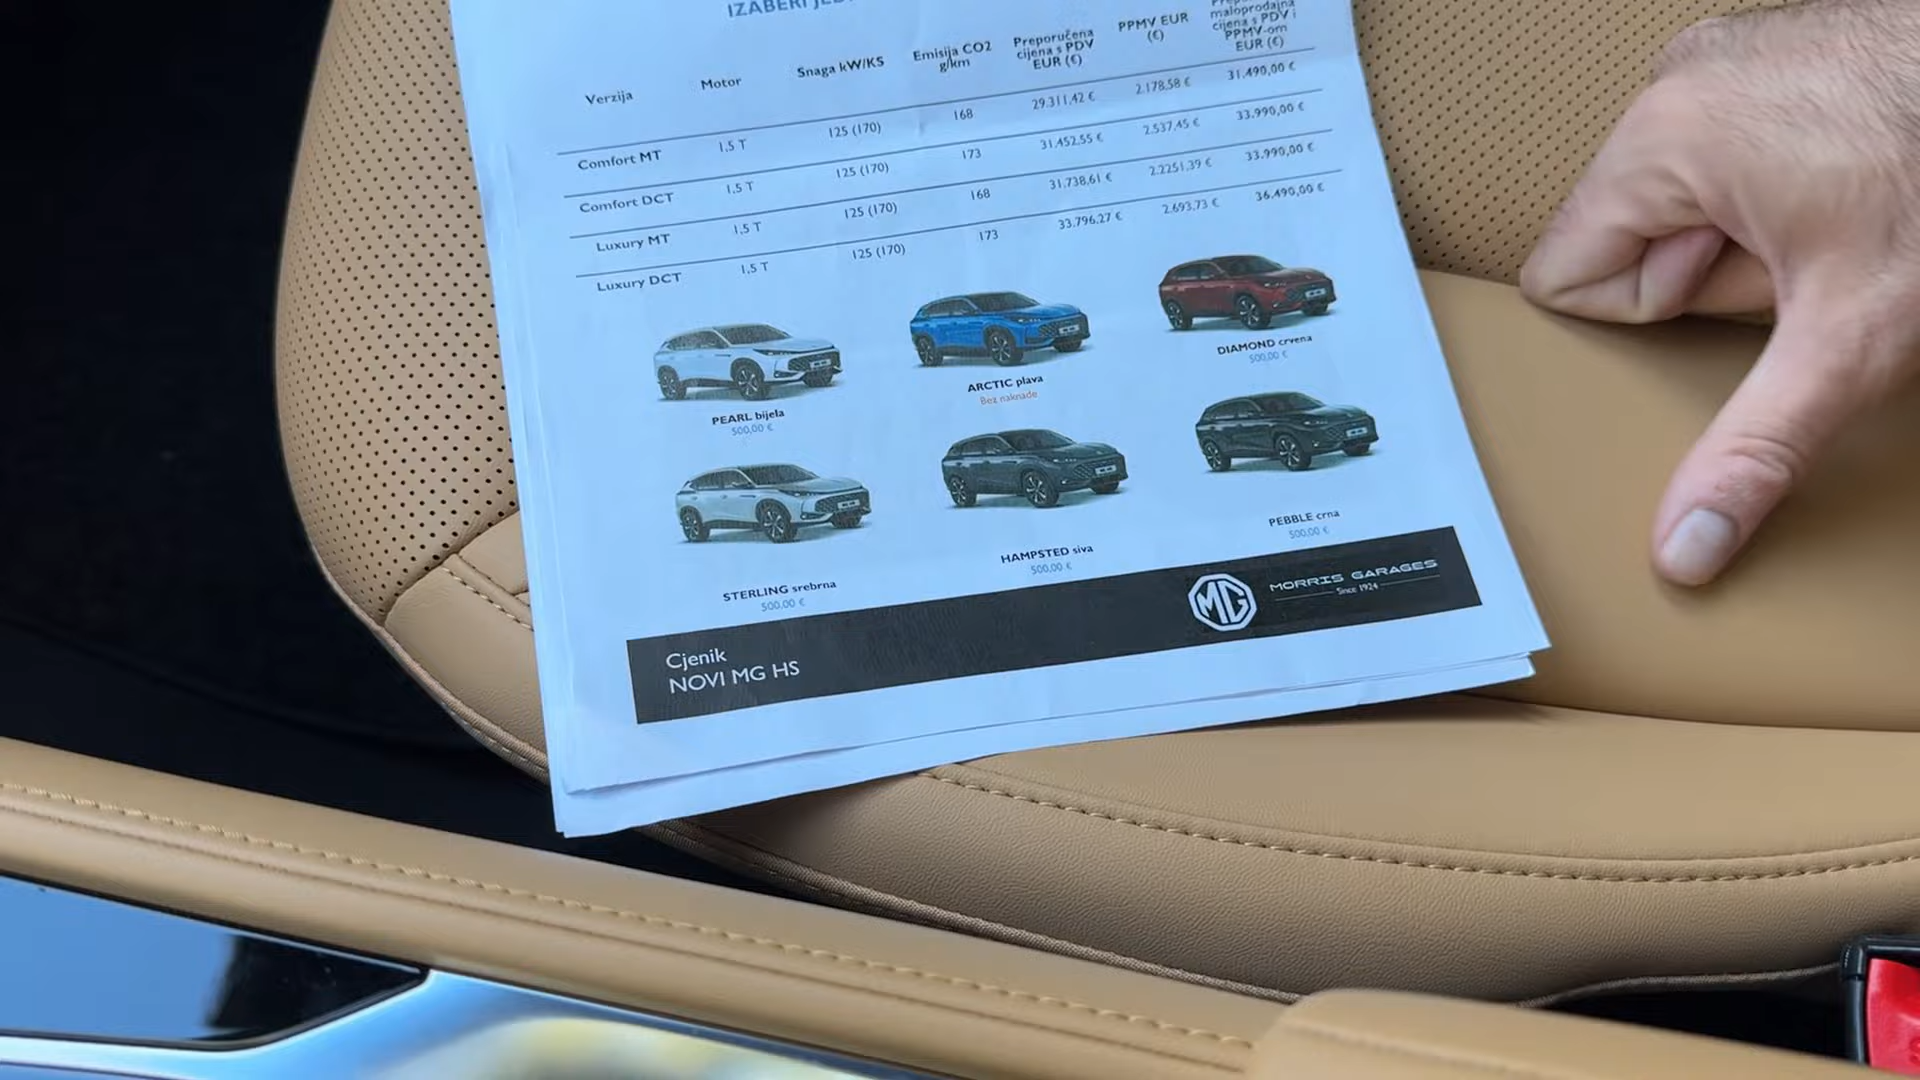 IZABERI JED
Verzija Motor Snaga kW/KS Emisija CO2 g/km Preporučena cijena s PDV EUR (€) PPMV EUR (€) maloprodajna cijena s PDV i PPMV-om EUR (€)
Comfort MT 1,5 T 125 (170) 168 29.311,42 € 2.178,58 € 31.490,00 €
Comfort DCT 1,5 T 125 (170) 173 31.452,55 € 2.537,45 € 33.990,00 €
Luxury MT 1,5 T 125 (170) 168 31.738,61 € 2.2251,39 € 33.990,00 €
Luxury DCT 1,5 T 125 (170) 173 33.796,27 € 2.693,73 € 36.490,00 €
PEARL bijela
500,00 €
ARCTIC plava
Bez naknade
DIAMOND crvena
500,00 €
STERLING srebrna
500,00 €
HAMPSTED siva
500,00 €
PEBBLE crna
500,00 €
Cjenik
NOVI MG HS
MG
MORRIS GARAGES
Since 1924